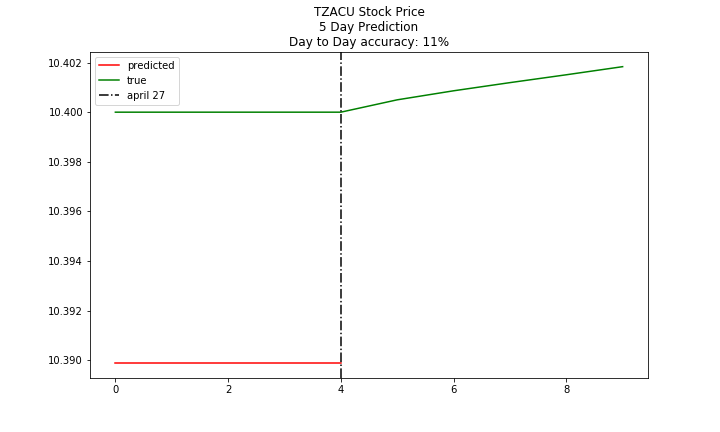 TZACU Stock Price
5 Day Prediction
Day to Day accuracy: 11%
predicted
true
april 27
10.402
10.400
10.398
10.396
10.394
10.392
10.390
0 2 4 6 8